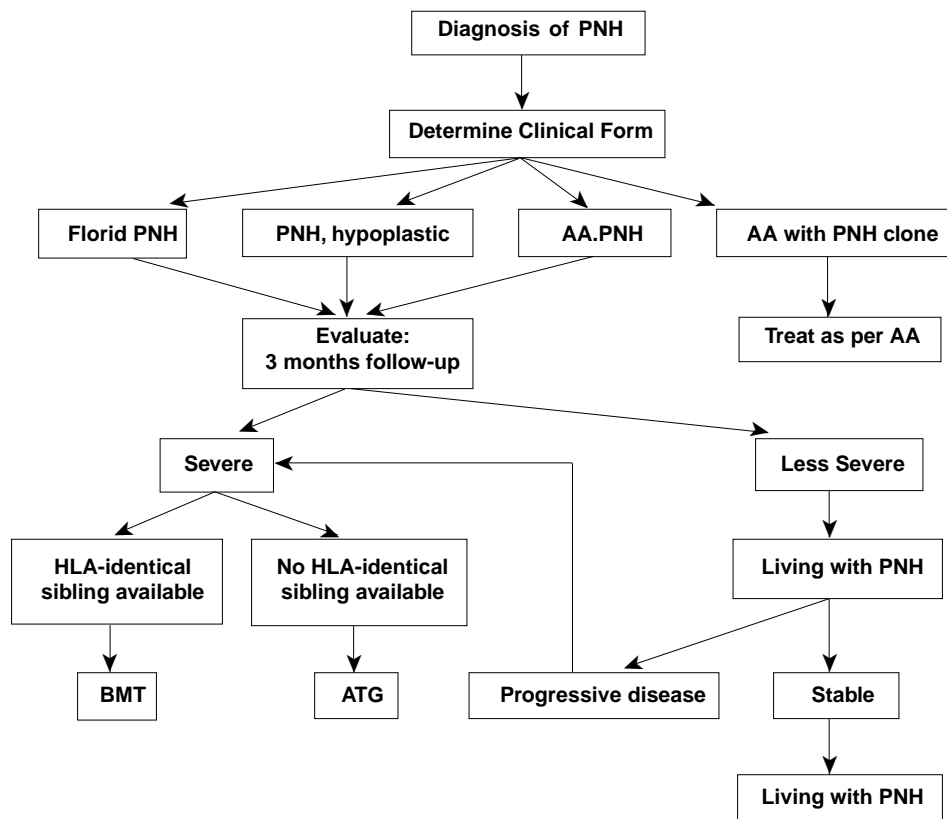 Diagnosis of PNH
Determine Clinical Form
Florid PNH
PNH, hypoplastic
AA.PNH
AA with PNH clone
Evaluate:
3 months follow-up
Treat as per AA
Severe
Less Severe
HLA-identical
sibling available
No HLA-identical
sibling available
Living with PNH
BMT
ATG
Progressive disease
Stable
Living with PNH